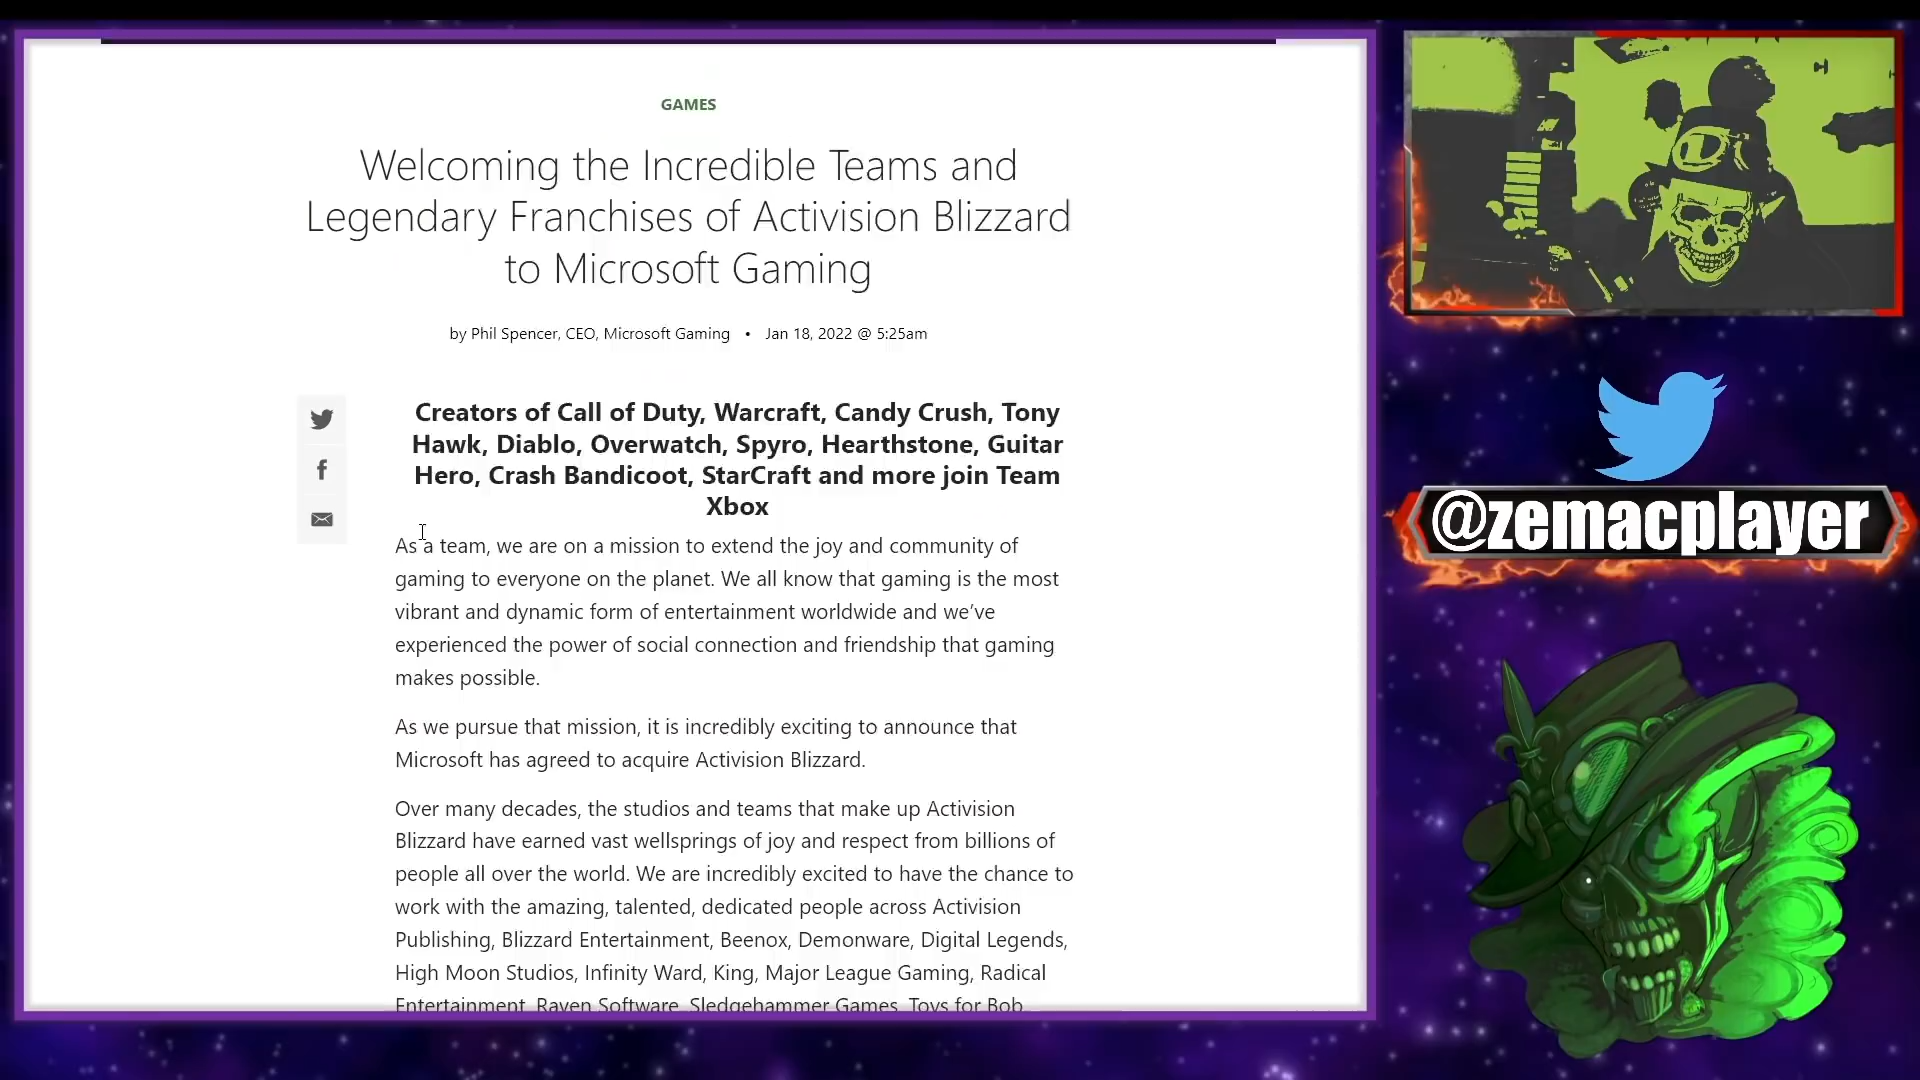 GAMES
Welcoming the Incredible Teams and
Legendary Franchises of Activision Blizzard
to Microsoft Gaming
by Phil Spencer, CEO, Microsoft Gaming • Jan 18, 2022 @ 5:25am
Creators of Call of Duty, Warcraft, Candy Crush, Tony
Hawk, Diablo, Overwatch, Spyro, Hearthstone, Guitar
Hero, Crash Bandicoot, StarCraft and more join Team
Xbox
As a team, we are on a mission to extend the joy and community of
gaming to everyone on the planet. We all know that gaming is the most
vibrant and dynamic form of entertainment worldwide and we’ve
experienced the power of social connection and friendship that gaming
makes possible.
As we pursue that mission, it is incredibly exciting to announce that
Microsoft has agreed to acquire Activision Blizzard.
Over many decades, the studios and teams that make up Activision
Blizzard have earned vast wellsprings of joy and respect from billions of
people all over the world. We are incredibly excited to have the chance to
work with the amazing, talented, dedicated people across Activision
Publishing, Blizzard Entertainment, Beenox, Demonware, Digital Legends,
High Moon Studios, Infinity Ward, King, Major League Gaming, Radical
Entertainment, Raven Software, Sledgehammer Games, Toys for Bob,
@zemacplayer